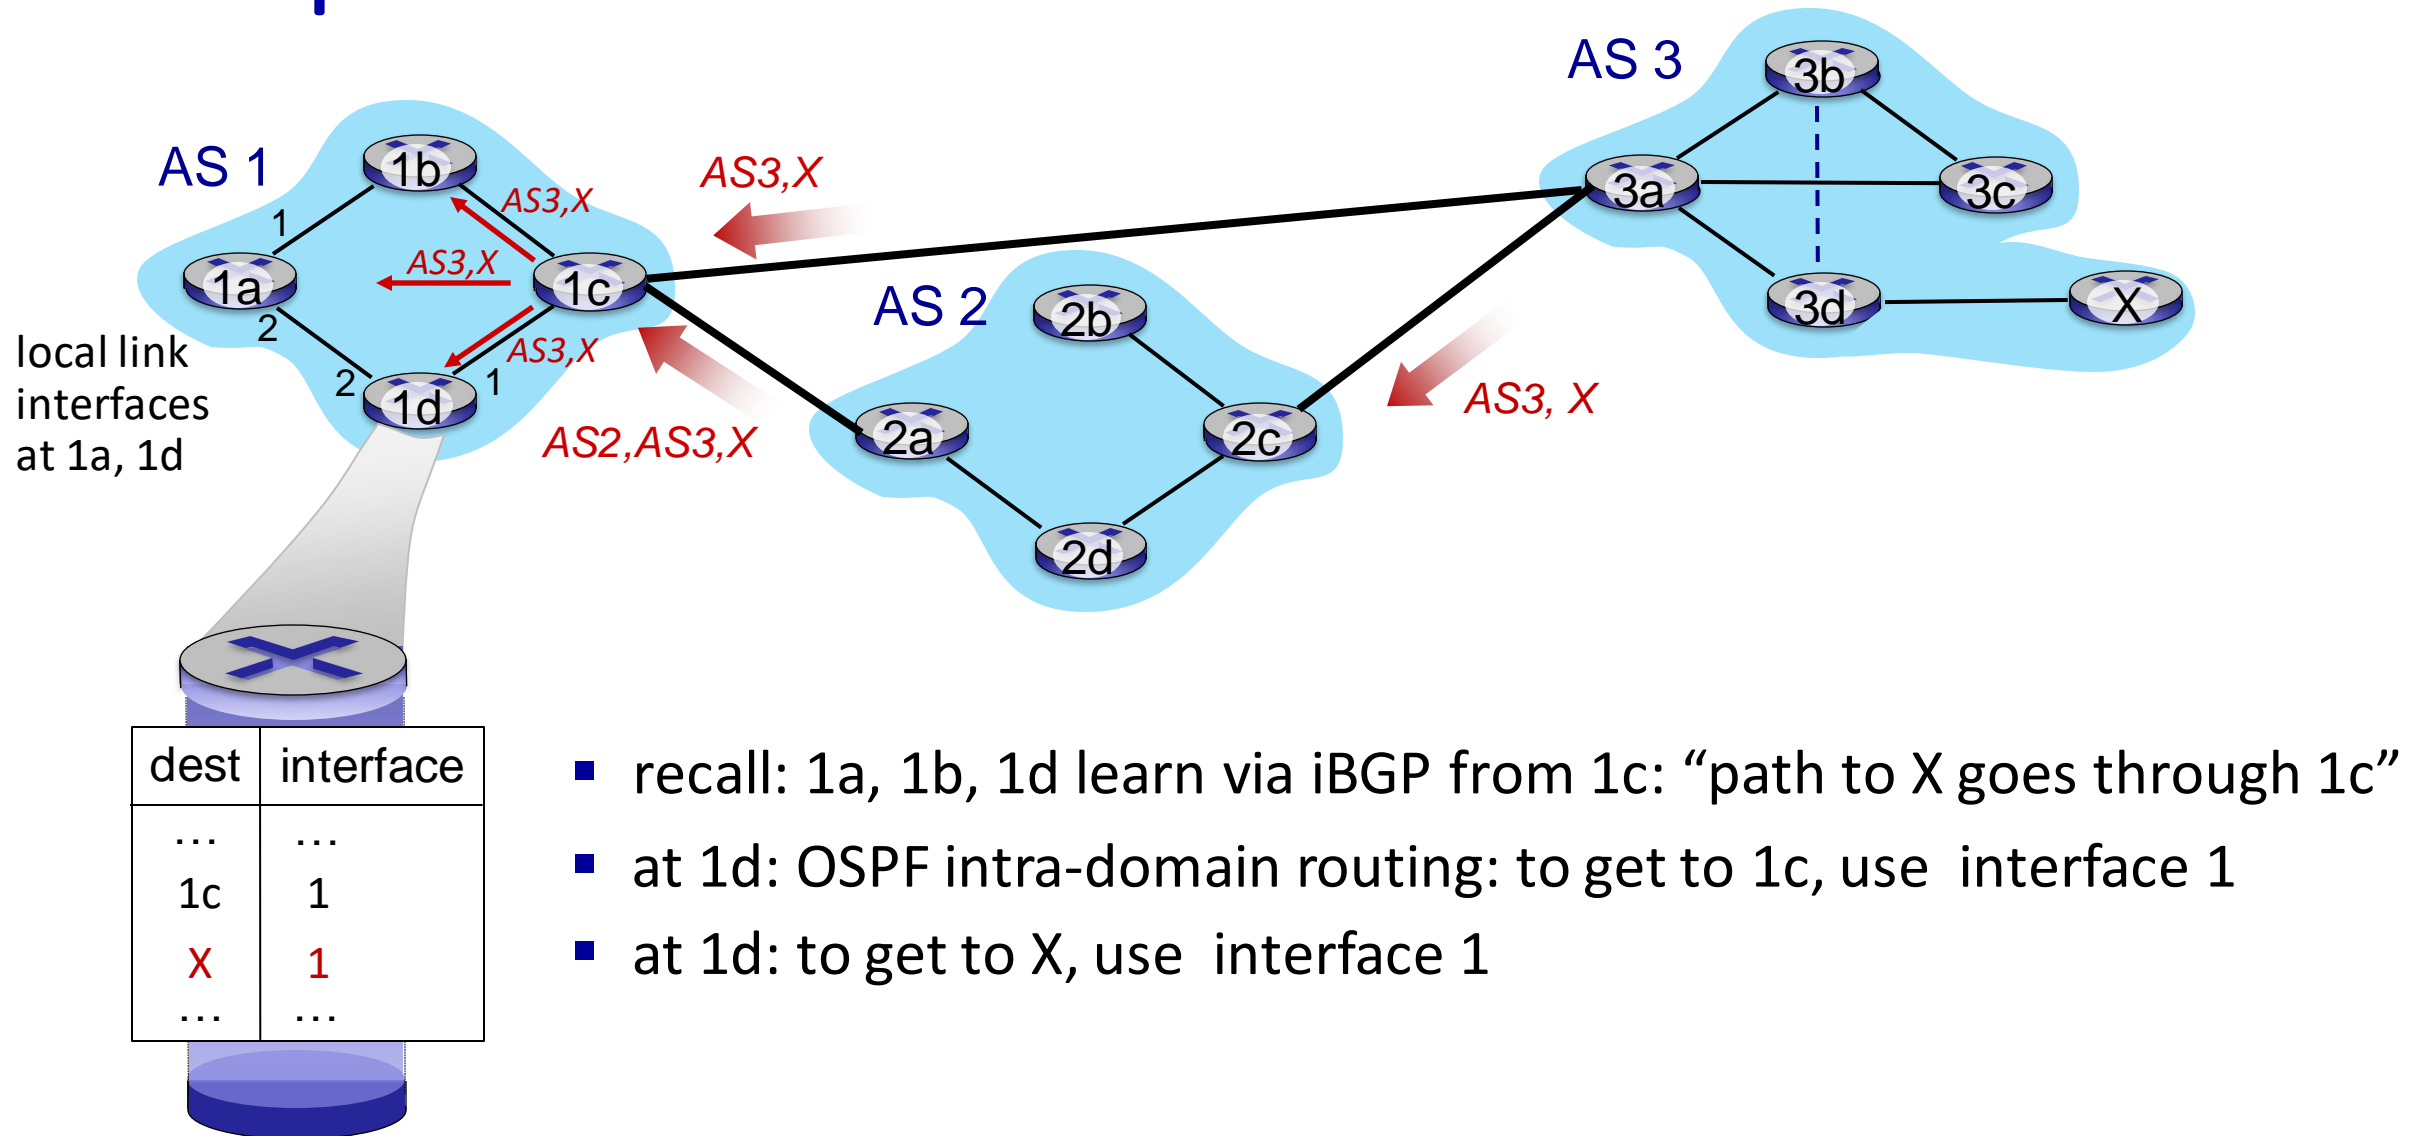 AS 3
3b
AS 1
1b
AS3,X
AS3,X
3a
3c
1
AS3,X
1a
1c
AS 2
2b
3d
X
2
local link
interfaces
at 1a, 1d
AS3,X
2
1
1d
AS3, X
AS2,AS3,X
2a
2c
2d
dest interface
... ...
1c 1
X 1
... ...
▪ recall: 1a, 1b, 1d learn via iBGP from 1c: “path to X goes through 1c”
▪ at 1d: OSPF intra-domain routing: to get to 1c, use interface 1
▪ at 1d: to get to X, use interface 1